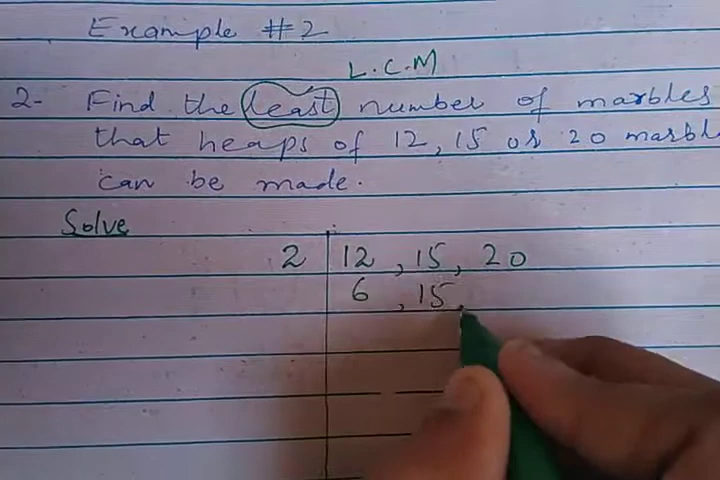 Example #2
L.C.M
2- Find the least number of marbles
that heaps of 12, 15 or 20 marbl
can be made.
Solve
2 12, 15, 20
6, 15,